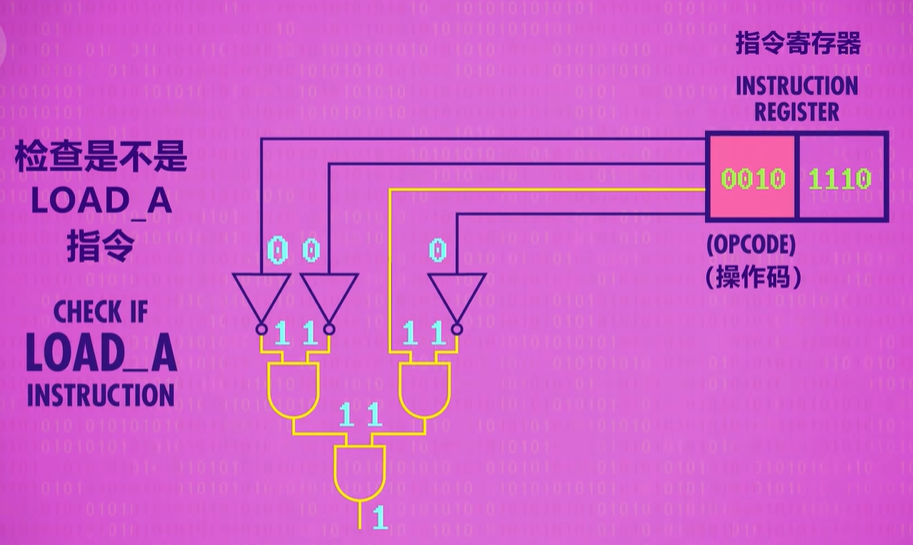 指令寄存器
INSTRUCTION
REGISTER
检查是不是
LOAD_A
指令
CHECK IF
LOAD_A
INSTRUCTION
0010 1110
(OPCODE)
(操作码)
0 0 0
1 1 1 1
1 1
1